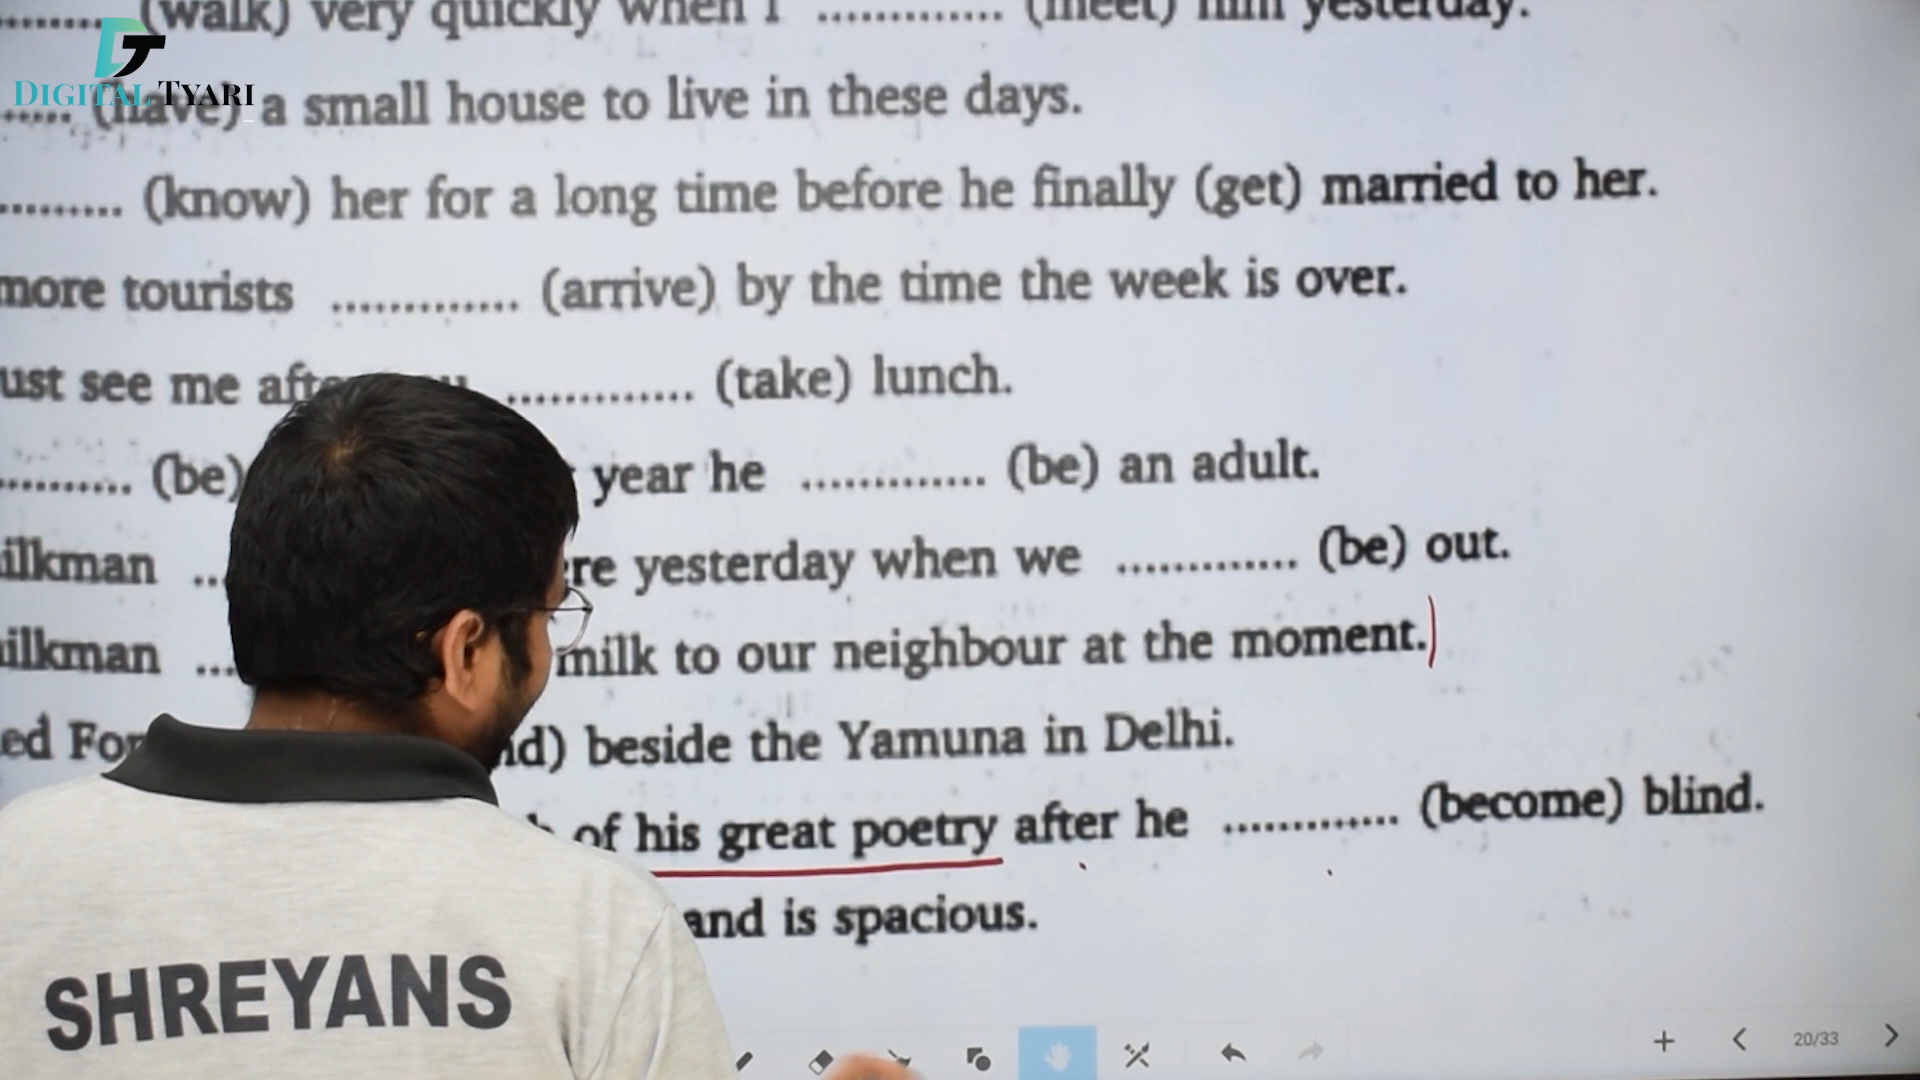 ............. (walk) very quickly when I ............. (meet) him yesterday.
DIGITAL TYARI
..... (have) a small house to live in these days.
......... (know) her for a long time before he finally (get) married to her.
more tourists ............. (arrive) by the time the week is over.
ust see me ............. (take) lunch.
.......... (be) year he ............. (be) an adult.
ilkman ... re yesterday when we ............. (be) out.
ilkman ... milk to our neighbour at the moment.
ed For nd) beside the Yamuna in Delhi.
of his great poetry after he ............. (become) blind.
and is spacious.
SHREYANS
20/33